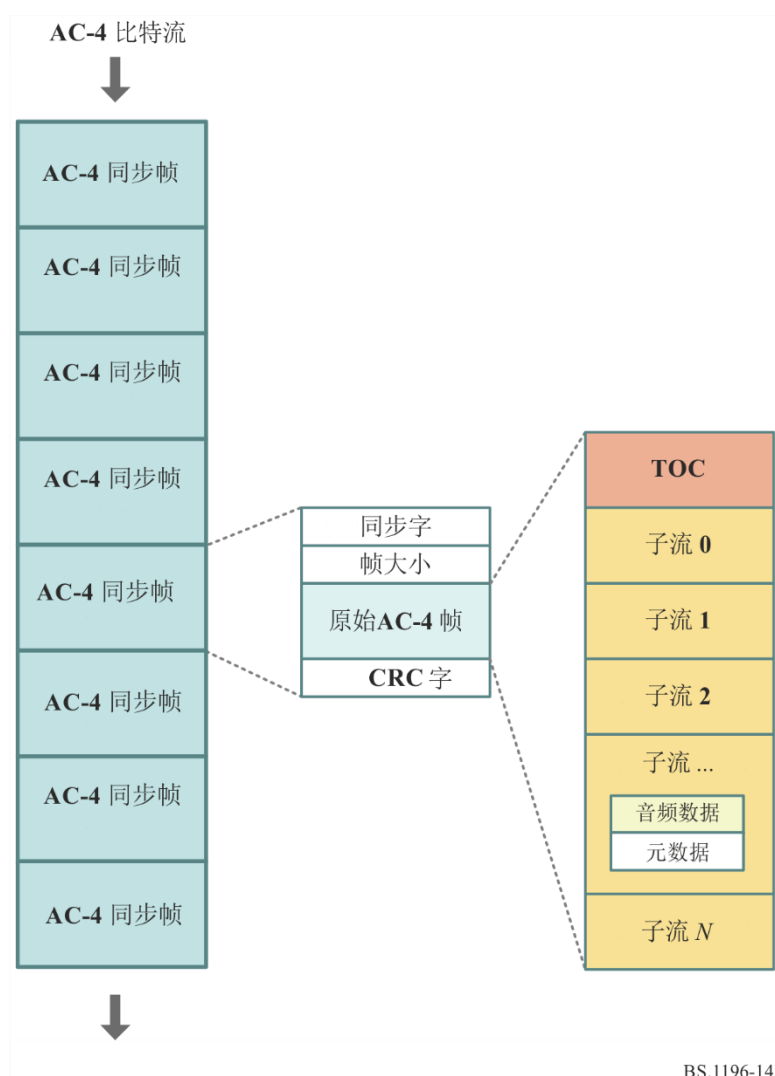 AC-4 比特流
AC-4 同步帧
AC-4 同步帧
AC-4 同步帧
AC-4 同步帧
AC-4 同步帧
AC-4 同步帧
AC-4 同步帧
AC-4 同步帧
同步字
帧大小
原始AC-4 帧
CRC 字
TOC
子流 0
子流 1
子流 2
子流 ...
音频数据
元数据
子流 N
BS.1196-14